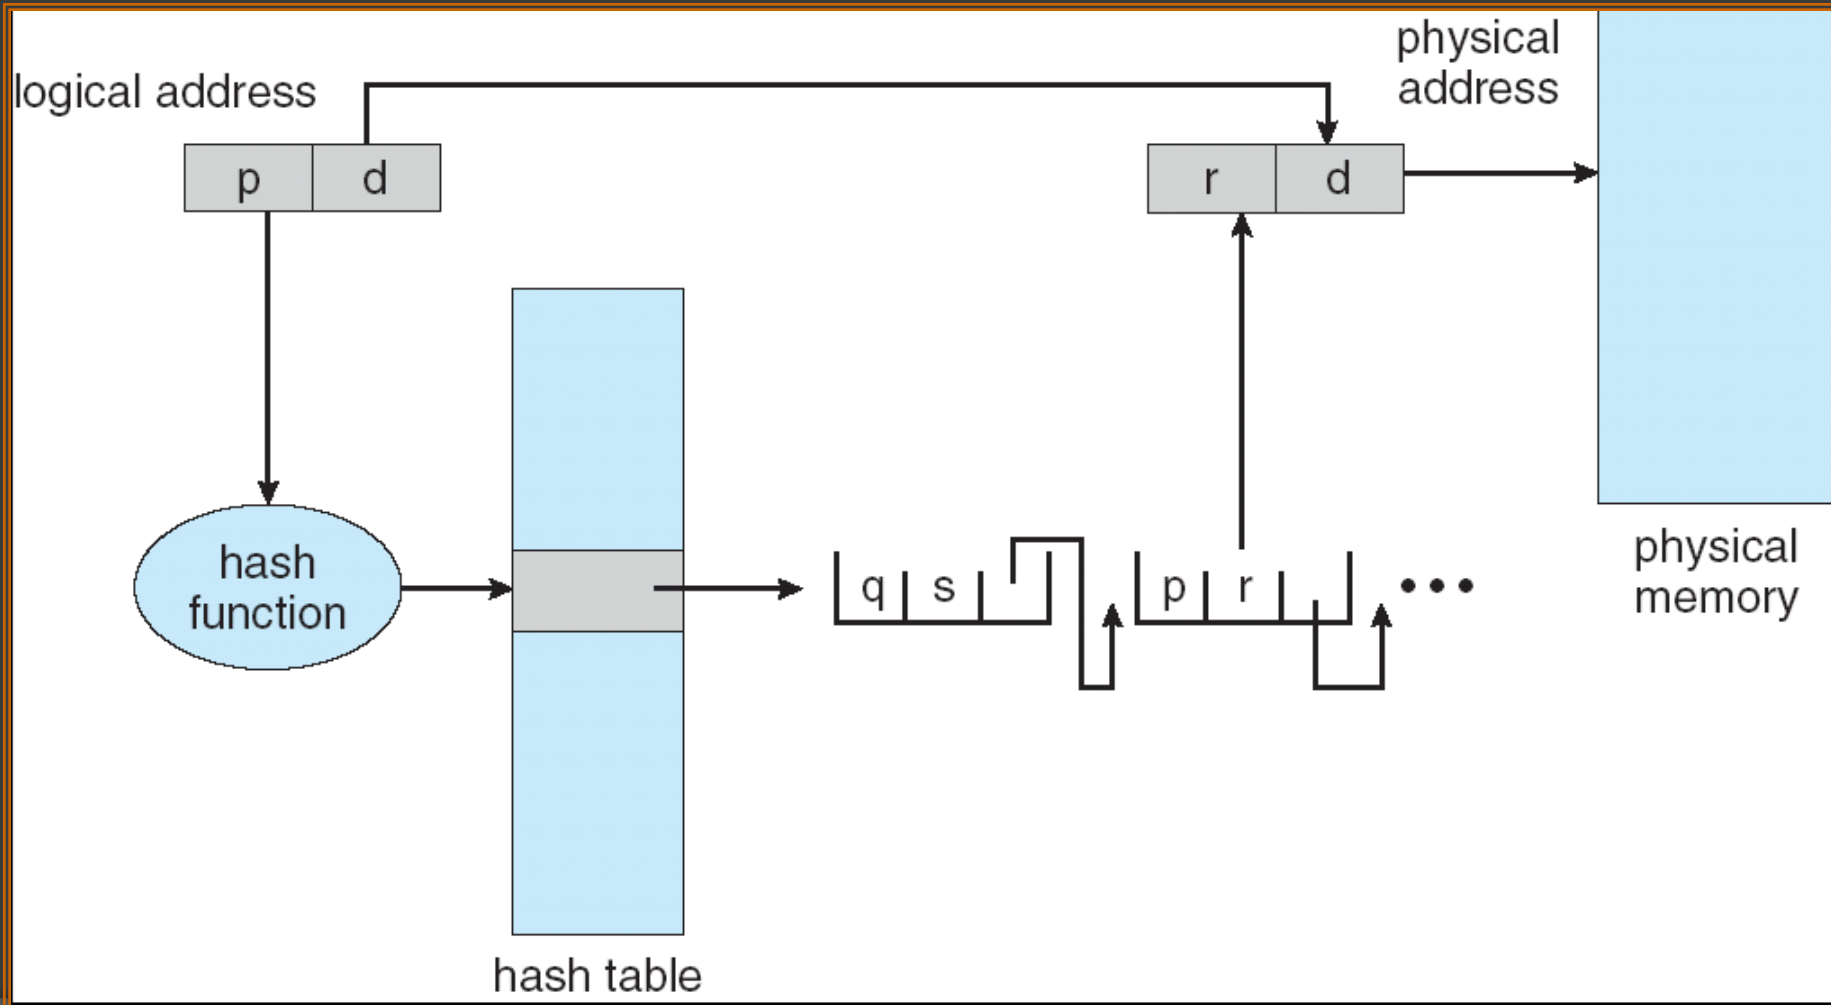 physical
address
logical address
p d
r d
hash
function
q s
p r
physical
memory
hash table